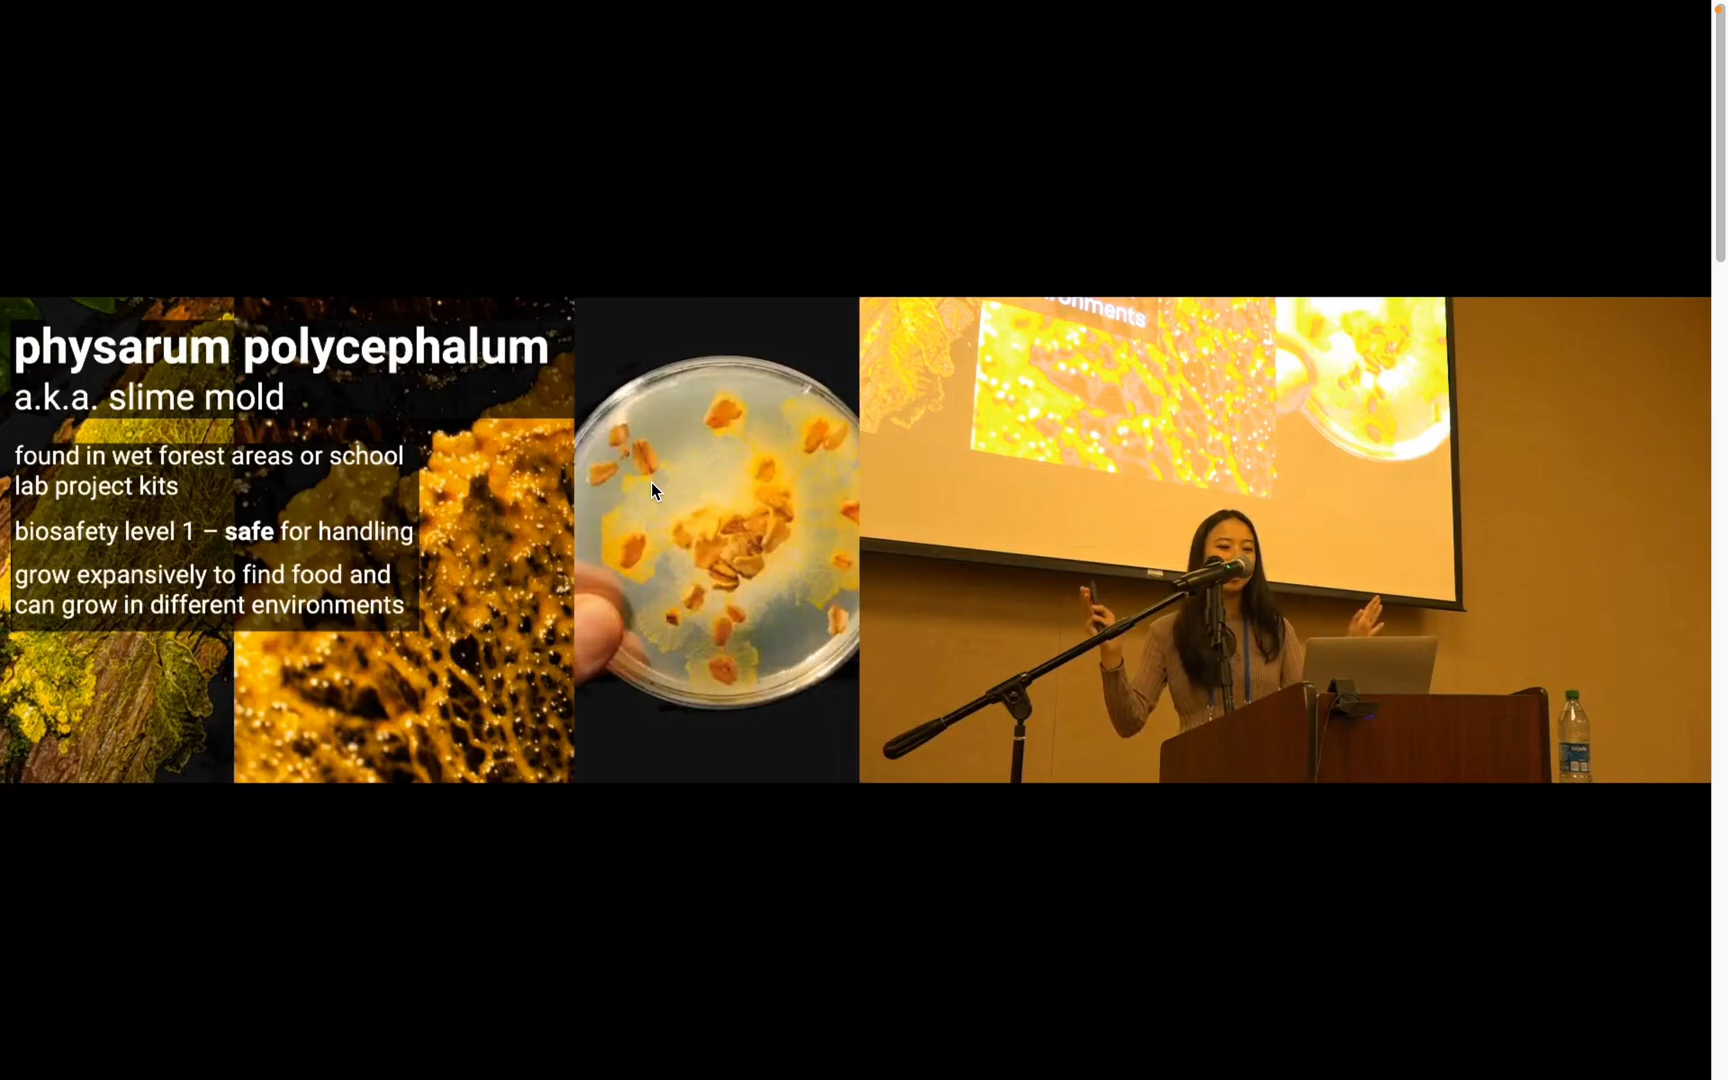 physarum polycephalum
a.k.a. slime mold
found in wet forest areas or school
lab project kits
biosafety level 1 – safe for handling
grow expansively to find food and
can grow in different environments